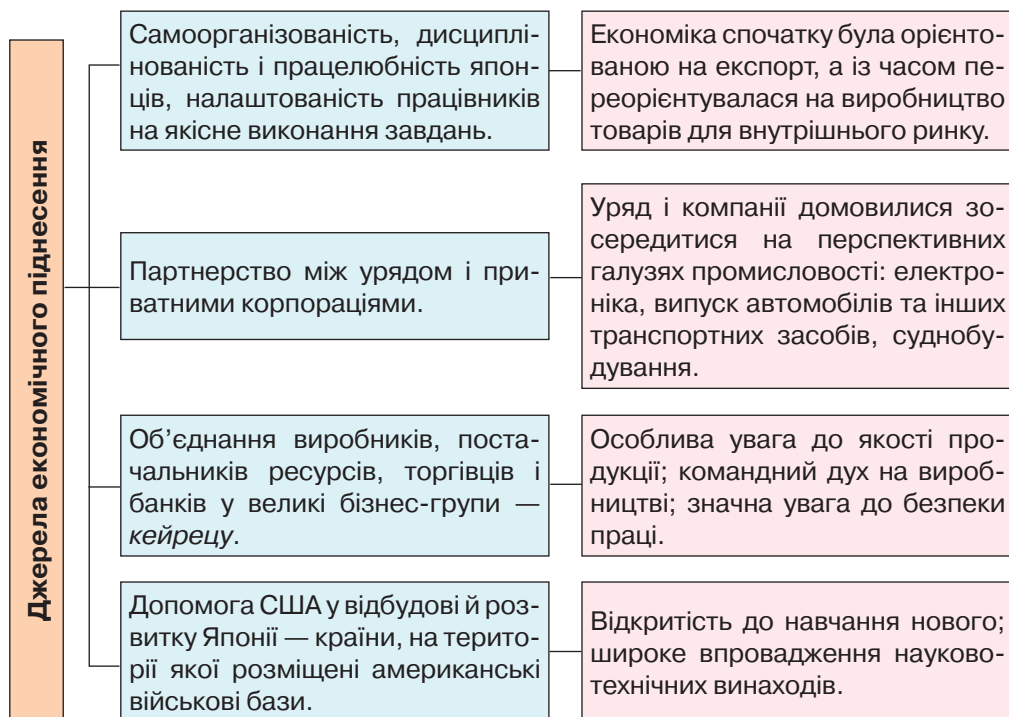 Джерела економічного піднесення
Самоорганізованість, дисциплі-
нованість і працелюбність япон-
ців, налаштованість працівників
на якісне виконання завдань.
Економіка спочатку була орієнто-
ваною на експорт, а із часом пе-
реорієнтувалася на виробництво
товарів для внутрішнього ринку.
Партнерство між урядом і при-
ватними корпораціями.
Уряд і компанії домовилися зо-
середитися на перспективних
галузях промисловості: електро-
ніка, випуск автомобілів та інших
транспортних засобів, суднобу-
дування.
Об’єднання виробників, поста-
чальників ресурсів, торгівців і
банків у великі бізнес-групи —
кейрецу.
Особлива увага до якості про-
дукції; командний дух на вироб-
ництві; значна увага до безпеки
праці.
Допомога США у відбудові й роз-
витку Японії — країни, на терито-
рії якої розміщені американські
військові бази.
Відкритість до навчання нового;
широке впровадження науково-
технічних винаходів.